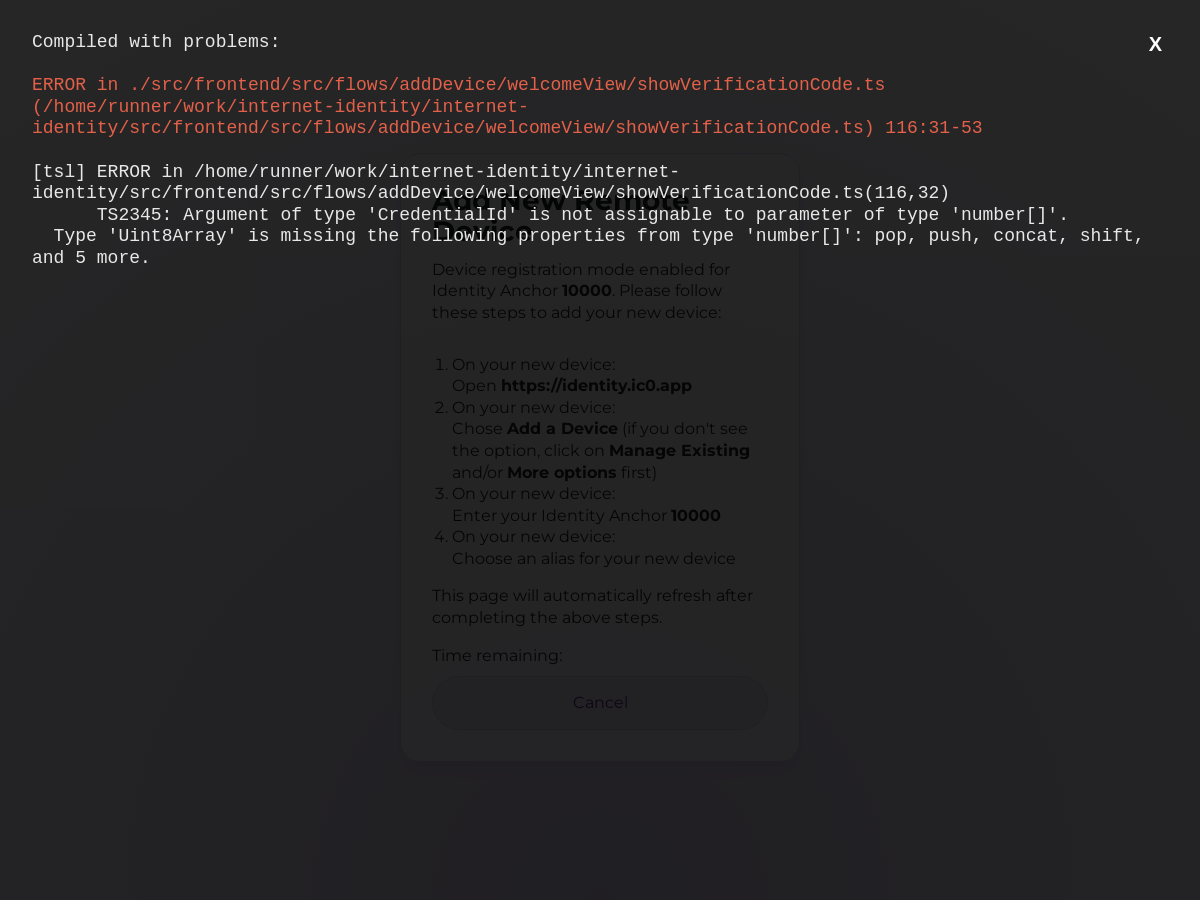 Compiled with problems:
X
ERROR in ./src/frontend/src/flows/addDevice/welcomeView/showVerificationCode.ts
(/home/runner/work/internet-identity/internet-
identity/src/frontend/src/flows/addDevice/welcomeView/showVerificationCode.ts) 116:31-53
[tsl] ERROR in /home/runner/work/internet-identity/internet-
identity/src/frontend/src/flows/addDevice/welcomeView/showVerificationCode.ts(116,32)
TS2345: Argument of type 'CredentialId' is not assignable to parameter of type 'number[]'.
Type 'Uint8Array' is missing the following properties from type 'number[]': pop, push, concat, shift,
and 5 more.
Add New Remote
Device
Device registration mode enabled for
Identity Anchor 10000. Please follow
these steps to add your new device:
1. On your new device:
Open https://identity.ic0.app
2. On your new device:
Chose Add a Device (if you don't see
the option, click on Manage Existing
and/or More options first)
3. On your new device:
Enter your Identity Anchor 10000
4. On your new device:
Choose an alias for your new device
This page will automatically refresh after
completing the above steps.
Time remaining:
Cancel